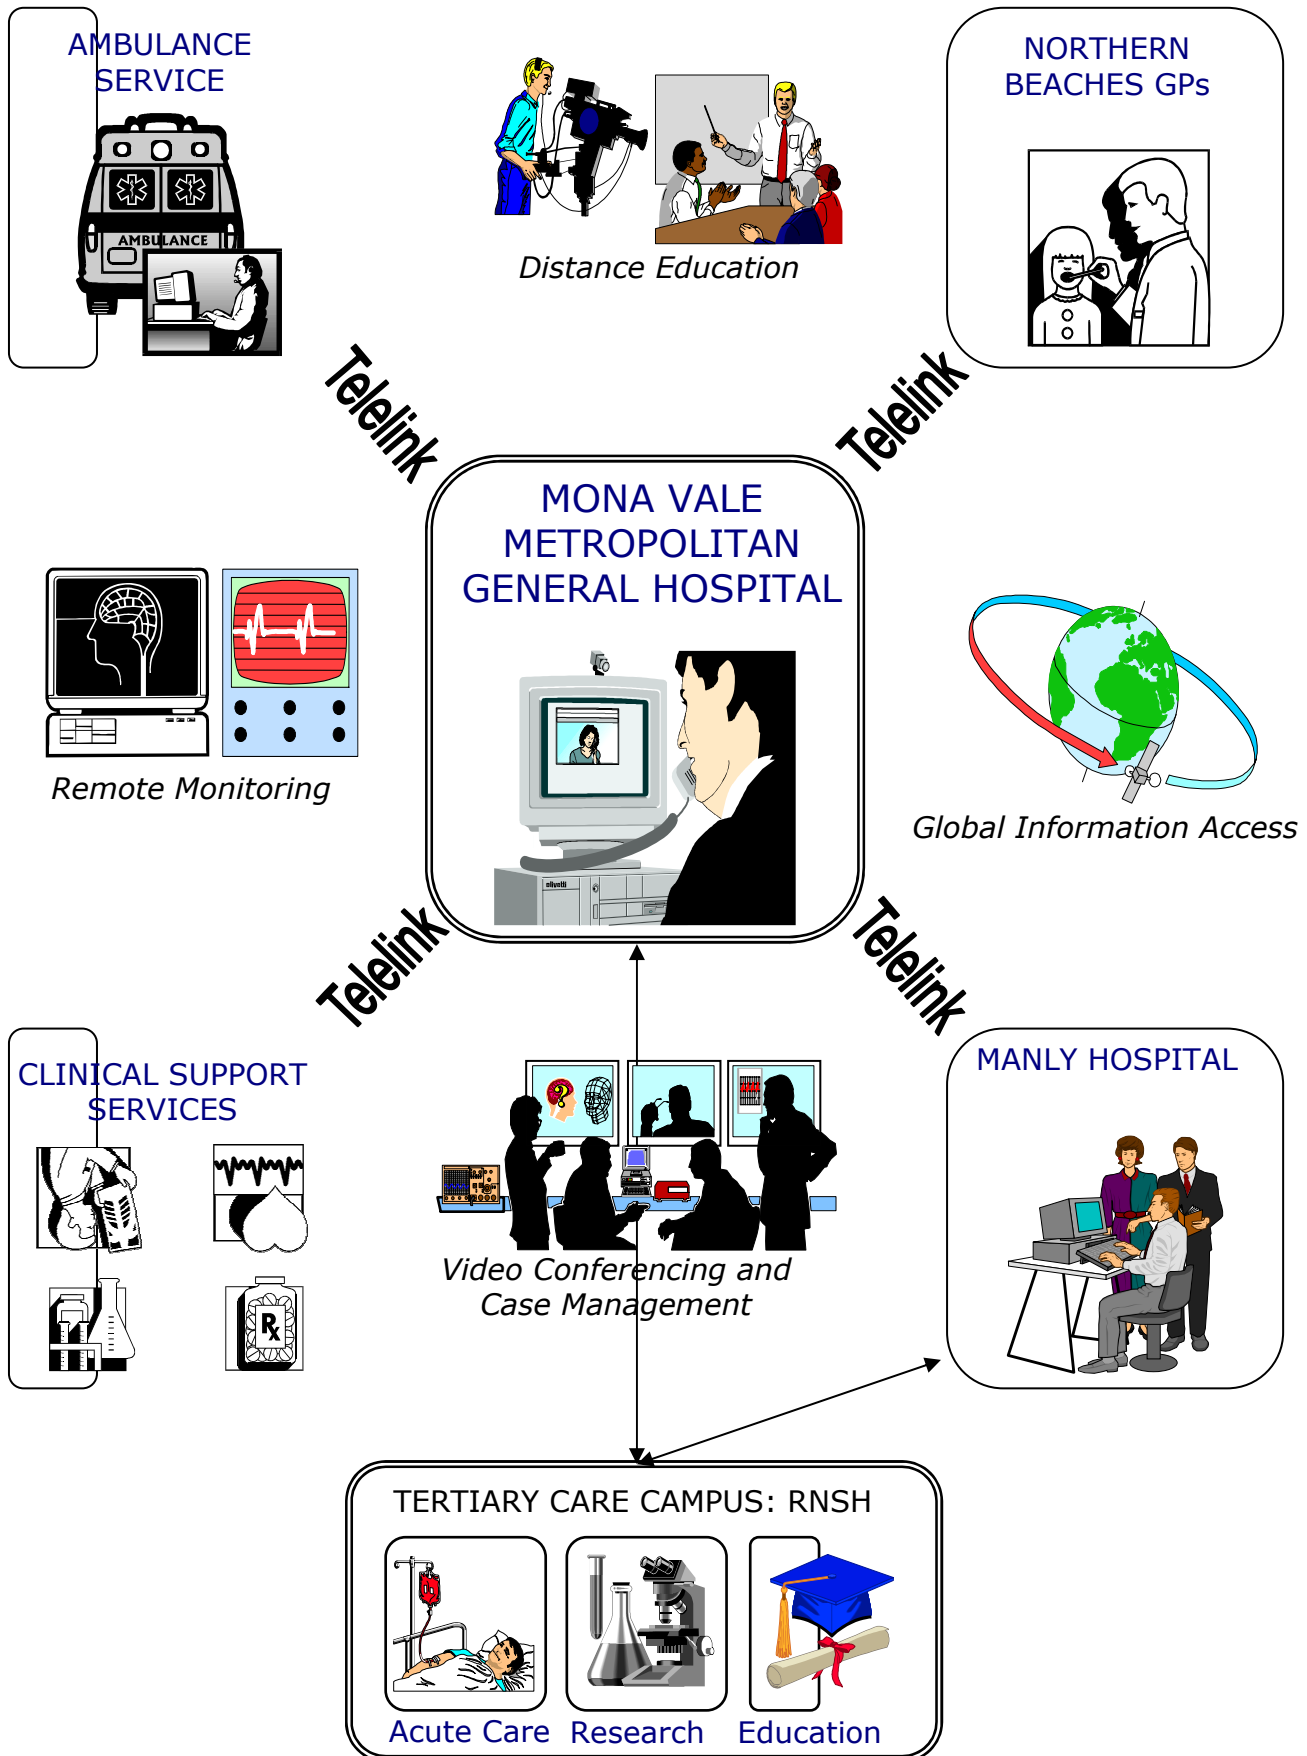 AMBULANCE
SERVICE
AMBULANCE
Distance Education
NORTHERN
BEACHES GPs
Telelink
Telelink
MONA VALE
METROPOLITAN
GENERAL HOSPITAL
olivetti
Remote Monitoring
Global Information Access
Telelink
Telelink
CLINICAL SUPPORT
SERVICES
Rx
?
Video Conferencing and
Case Management
MANLY HOSPITAL
TERTIARY CARE CAMPUS: RNSH
Acute Care
Research
Education